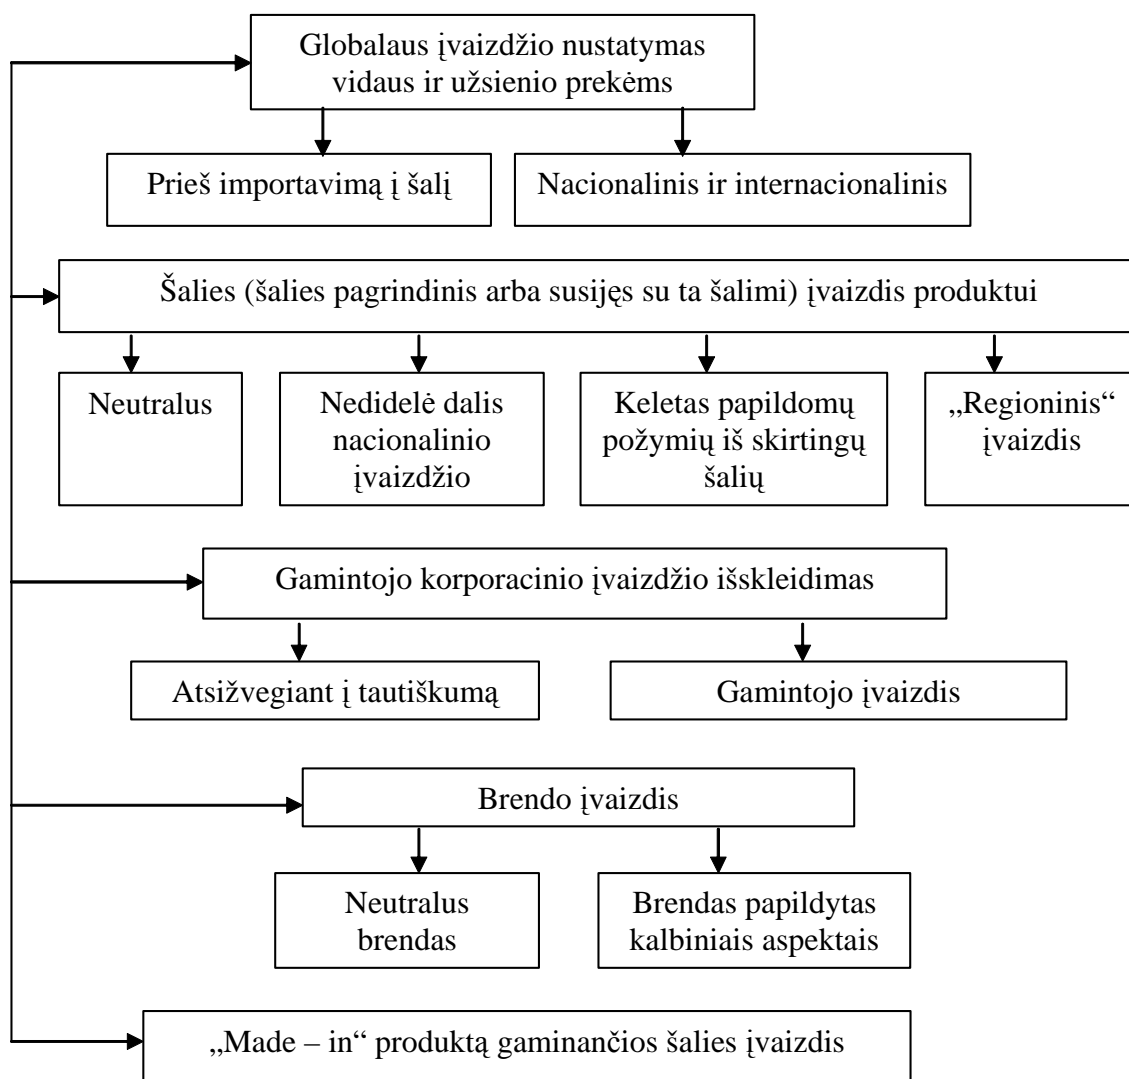 Globalaus įvaizdžio nustatymas
vidaus ir užsienio prekėms
Prieš importavimą į šalį
Nacionalinis ir internacionalinis
Šalies (šalies pagrindinis arba susijęs su ta šalimi) įvaizdis produktui
Neutralus
Nedidelė dalis
nacionalinio
įvaizdžio
Keletas papildomų
požymių iš skirtingų
šalių
„Regioninis“
įvaizdis
Gamintojo korporacinio įvaizdžio išskleidimas
Atsižvegiant į tautiškumą
Gamintojo įvaizdis
Brendo įvaizdis
Neutralus
brendas
Brendas papildytas
kalbiniais aspektais
„Made – in“ produktą gaminančios šalies įvaizdis